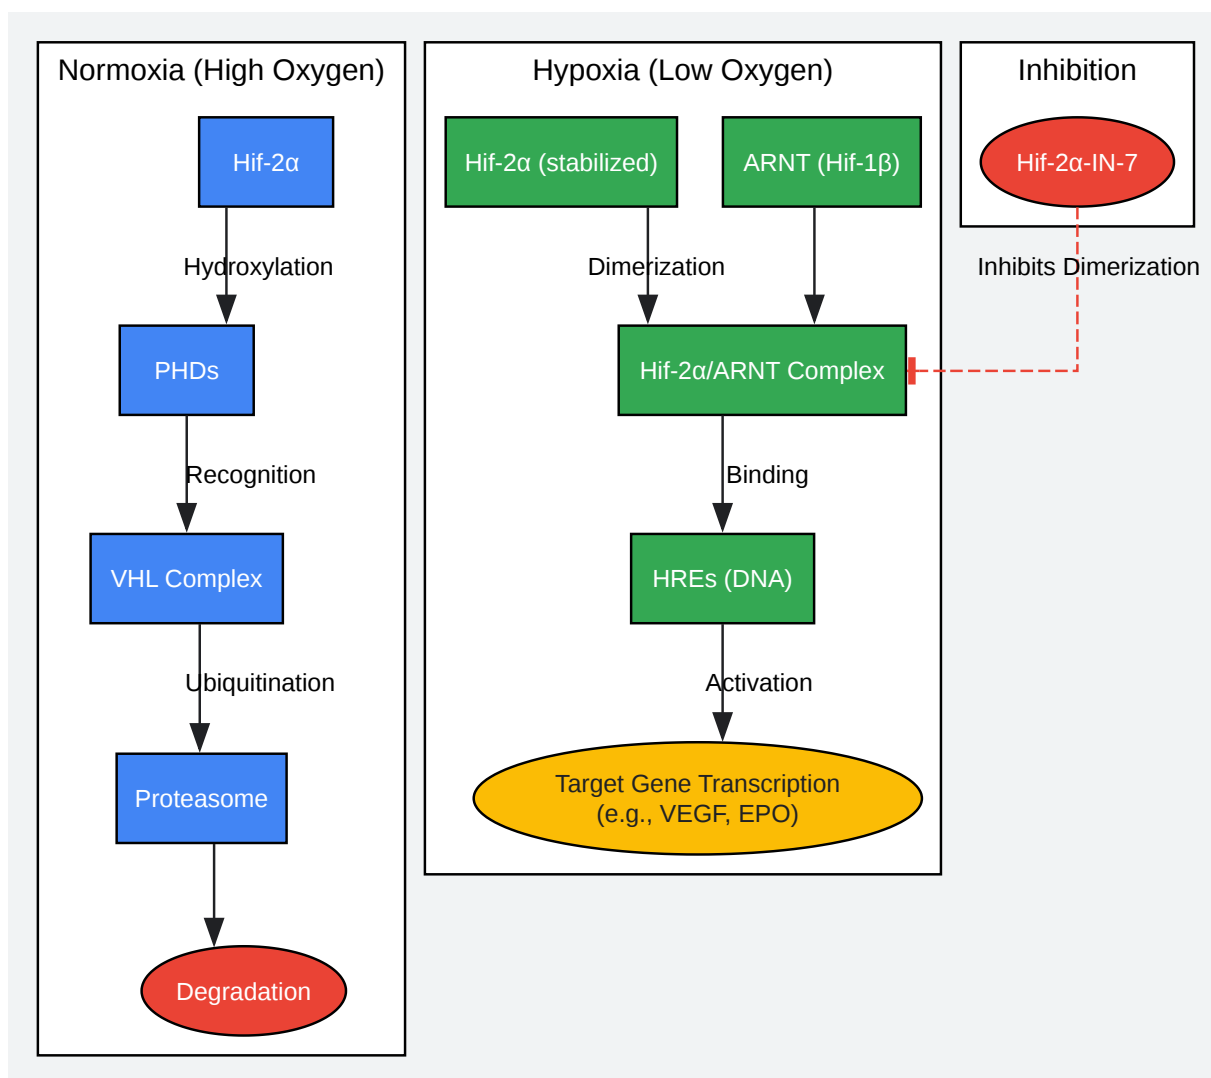 Normoxia (High Oxygen)
Hif-2α
Hydroxylation
PHDs
Recognition
VHL Complex
Ubiquitination
Proteasome
Degradation
Hypoxia (Low Oxygen)
Hif-2α (stabilized)
ARNT (Hif-1β)
Dimerization
Hif-2α/ARNT Complex
Binding
HREs (DNA)
Activation
Target Gene Transcription
(e.g., VEGF, EPO)
Inhibition
Hif-2α-IN-7
Inhibits Dimerization